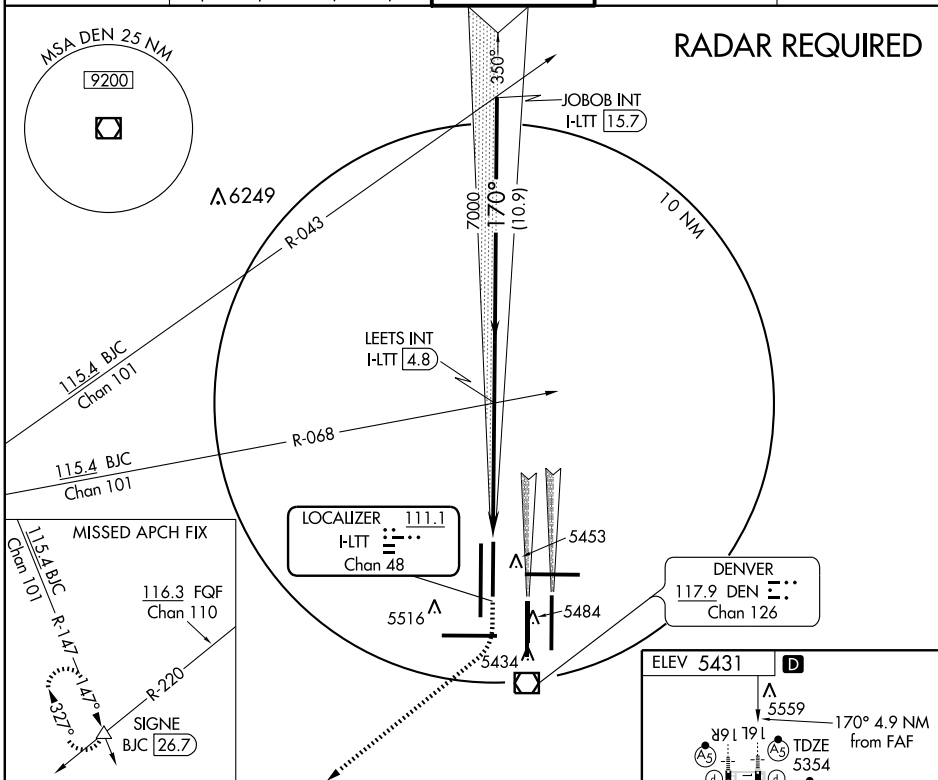 MSA DEN 25 NM
9200
RADAR REQUIRED
350°
JOBOB INT
I-LTT 15.7
6249
7000
170°
(10.9)
10 NM
R-043
LEETS INT
I-LTT 4.8
115.4 BJC
Chan 101
R-068
115.4 BJC
Chan 101
LOCALIZER 111.1
I-LTT
Chan 48
5453
5516
5484
5434
DENVER
117.9 DEN
Chan 126
MISSED APCH FIX
115.4 BJC
Chan 101
R-147
147°
327°
116.3 FQF
Chan 110
R-220
SIGNE
BJC 26.7
ELEV 5431
D
5559
170° 4.9 NM
from FAF
16R
16L
A5
A5
TDZE
5354